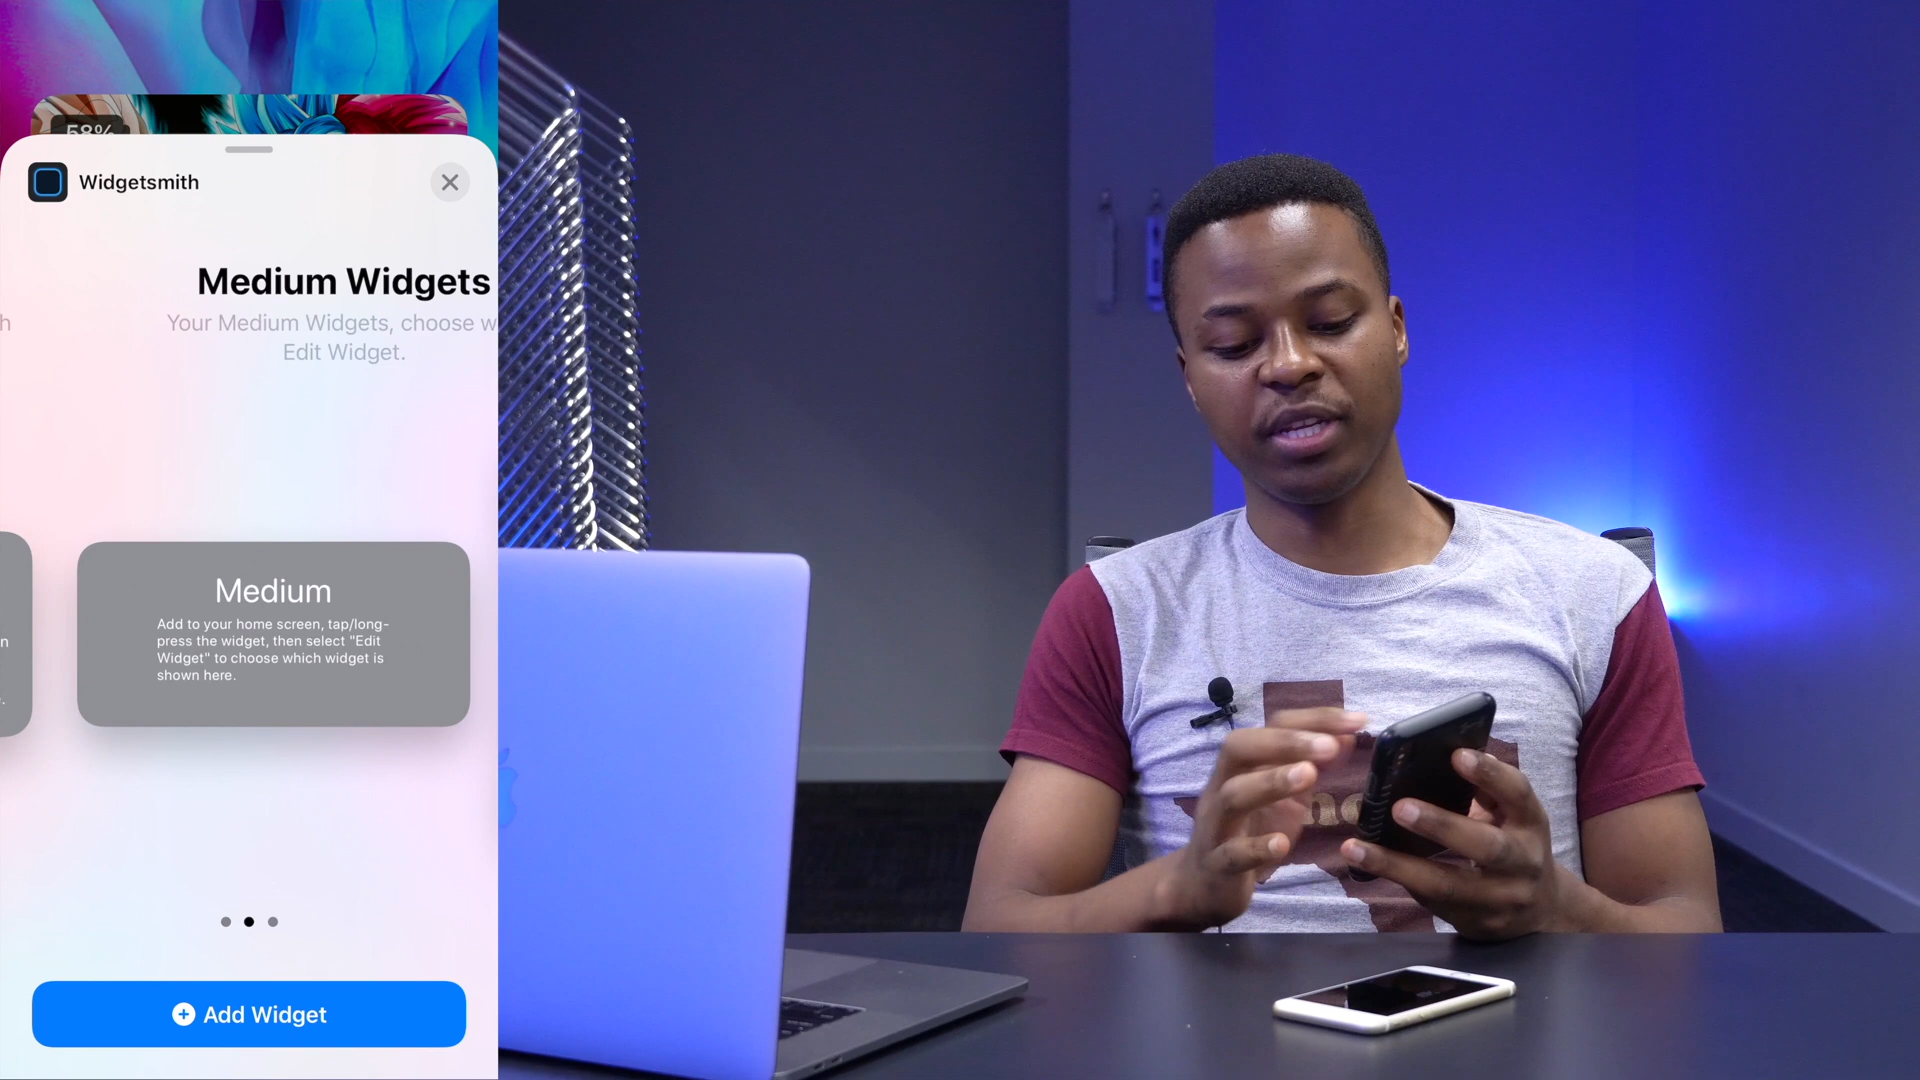 58%
Widgetsmith
Medium Widgets
h
Your Medium Widgets, choose w
Edit Widget.
Medium
Add to your home screen, tap/long-
press the widget, then select "Edit
n
Widget" to choose which widget is
shown here.
.
Add Widget